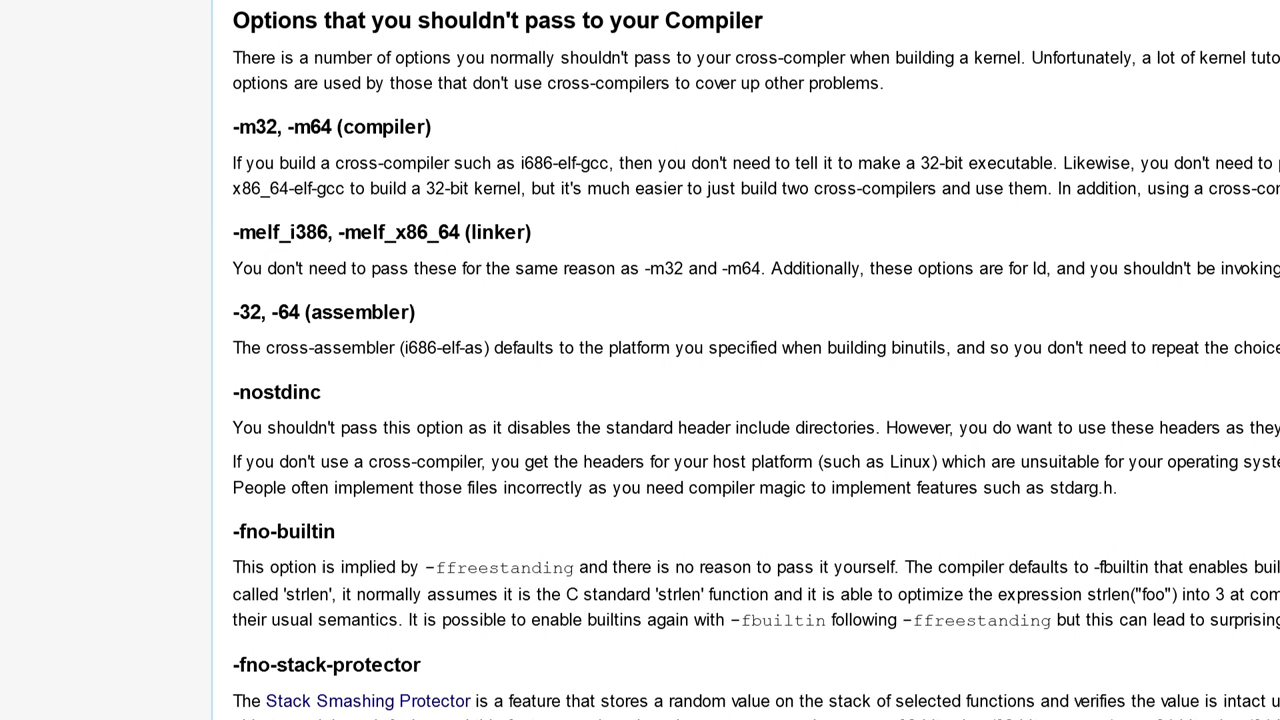 Options that you shouldn't pass to your Compiler
There is a number of options you normally shouldn't pass to your cross-compler when building a kernel. Unfortunately, a lot of kernel tuto
options are used by those that don't use cross-compilers to cover up other problems.
-m32, -m64 (compiler)
If you build a cross-compiler such as i686-elf-gcc, then you don't need to tell it to make a 32-bit executable. Likewise, you don't need to
x86_64-elf-gcc to build a 32-bit kernel, but it's much easier to just build two cross-compilers and use them. In addition, using a cross-cor
-melf_i386, -melf_x86_64 (linker)
You don't need to pass these for the same reason as -m32 and -m64. Additionally, these options are for ld, and you shouldn't be invoking
-32, -64 (assembler)
The cross-assembler (i686-elf-as) defaults to the platform you specified when building binutils, and so you don't need to repeat the choice
-nostdinc
You shouldn't pass this option as it disables the standard header include directories. However, you do want to use these headers as they
If you don't use a cross-compiler, you get the headers for your host platform (such as Linux) which are unsuitable for your operating syste
People often implement those files incorrectly as you need compiler magic to implement features such as stdarg.h.
-fno-builtin
This option is implied by -ffreestanding and there is no reason to pass it yourself. The compiler defaults to -fbuiltin that enables buil
called 'strlen', it normally assumes it is the C standard 'strlen' function and it is able to optimize the expression strlen("foo") into 3 at com
their usual semantics. It is possible to enable builtins again with -fbuiltin following -ffreestanding but this can lead to surprising
-fno-stack-protector
The Stack Smashing Protector is a feature that stores a random value on the stack of selected functions and verifies the value is intact u